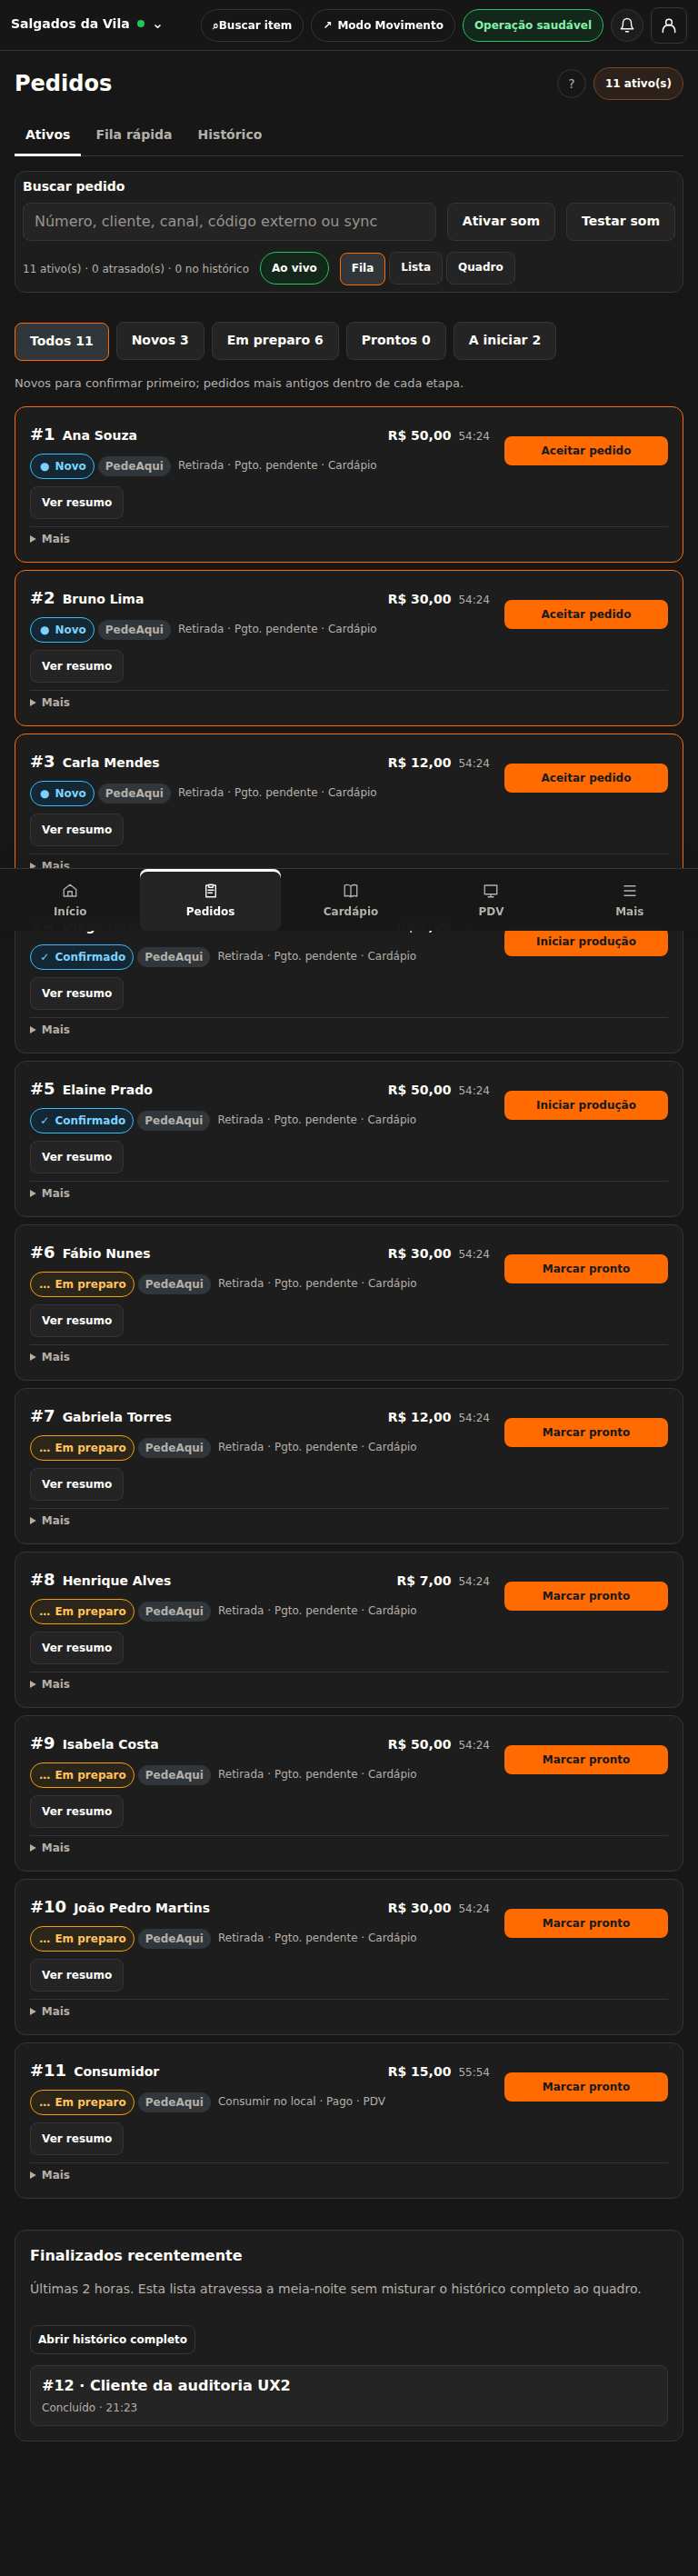 Salgados da Vila
Buscar item
Modo Movimento
Operação saudável
Pedidos
?
11 ativo(s)
Ativos
Fila rápida
Histórico
Buscar pedido
Número, cliente, canal, código externo ou sync
Ativar som
Testar som
11 ativo(s) · 0 atrasado(s) · 0 no histórico
Ao vivo
Fila
Lista
Quadro
Todos 11
Novos 3
Em preparo 6
Prontos 0
A iniciar 2
Novos para confirmar primeiro; pedidos mais antigos dentro de cada etapa.
#1 Ana Souza
R$ 50,00 54:24
Aceitar pedido
Novo
PedeAqui
Retirada · Pgto. pendente · Cardápio
Ver resumo
Mais
#2 Bruno Lima
R$ 30,00 54:24
Aceitar pedido
Novo
PedeAqui
Retirada · Pgto. pendente · Cardápio
Ver resumo
Mais
#3 Carla Mendes
R$ 12,00 54:24
Aceitar pedido
Novo
PedeAqui
Retirada · Pgto. pendente · Cardápio
Ver resumo
Mais
Início
Pedidos
Cardápio
PDV
Mais
Iniciar produção
✓ Confirmado
PedeAqui
Retirada · Pgto. pendente · Cardápio
Ver resumo
Mais
#5 Elaine Prado
R$ 50,00 54:24
Iniciar produção
✓ Confirmado
PedeAqui
Retirada · Pgto. pendente · Cardápio
Ver resumo
Mais
#6 Fábio Nunes
R$ 30,00 54:24
Marcar pronto
… Em preparo
PedeAqui
Retirada · Pgto. pendente · Cardápio
Ver resumo
Mais
#7 Gabriela Torres
R$ 12,00 54:24
Marcar pronto
… Em preparo
PedeAqui
Retirada · Pgto. pendente · Cardápio
Ver resumo
Mais
#8 Henrique Alves
R$ 7,00 54:24
Marcar pronto
… Em preparo
PedeAqui
Retirada · Pgto. pendente · Cardápio
Ver resumo
Mais
#9 Isabela Costa
R$ 50,00 54:24
Marcar pronto
… Em preparo
PedeAqui
Retirada · Pgto. pendente · Cardápio
Ver resumo
Mais
#10 João Pedro Martins
R$ 30,00 54:24
Marcar pronto
… Em preparo
PedeAqui
Retirada · Pgto. pendente · Cardápio
Ver resumo
Mais
#11 Consumidor
R$ 15,00 55:54
Marcar pronto
… Em preparo
PedeAqui
Consumir no local · Pago · PDV
Ver resumo
Mais
Finalizados recentemente
Últimas 2 horas. Esta lista atravessa a meia-noite sem misturar o histórico completo ao quadro.
Abrir histórico completo
#12 · Cliente da auditoria UX2
Concluído · 21:23